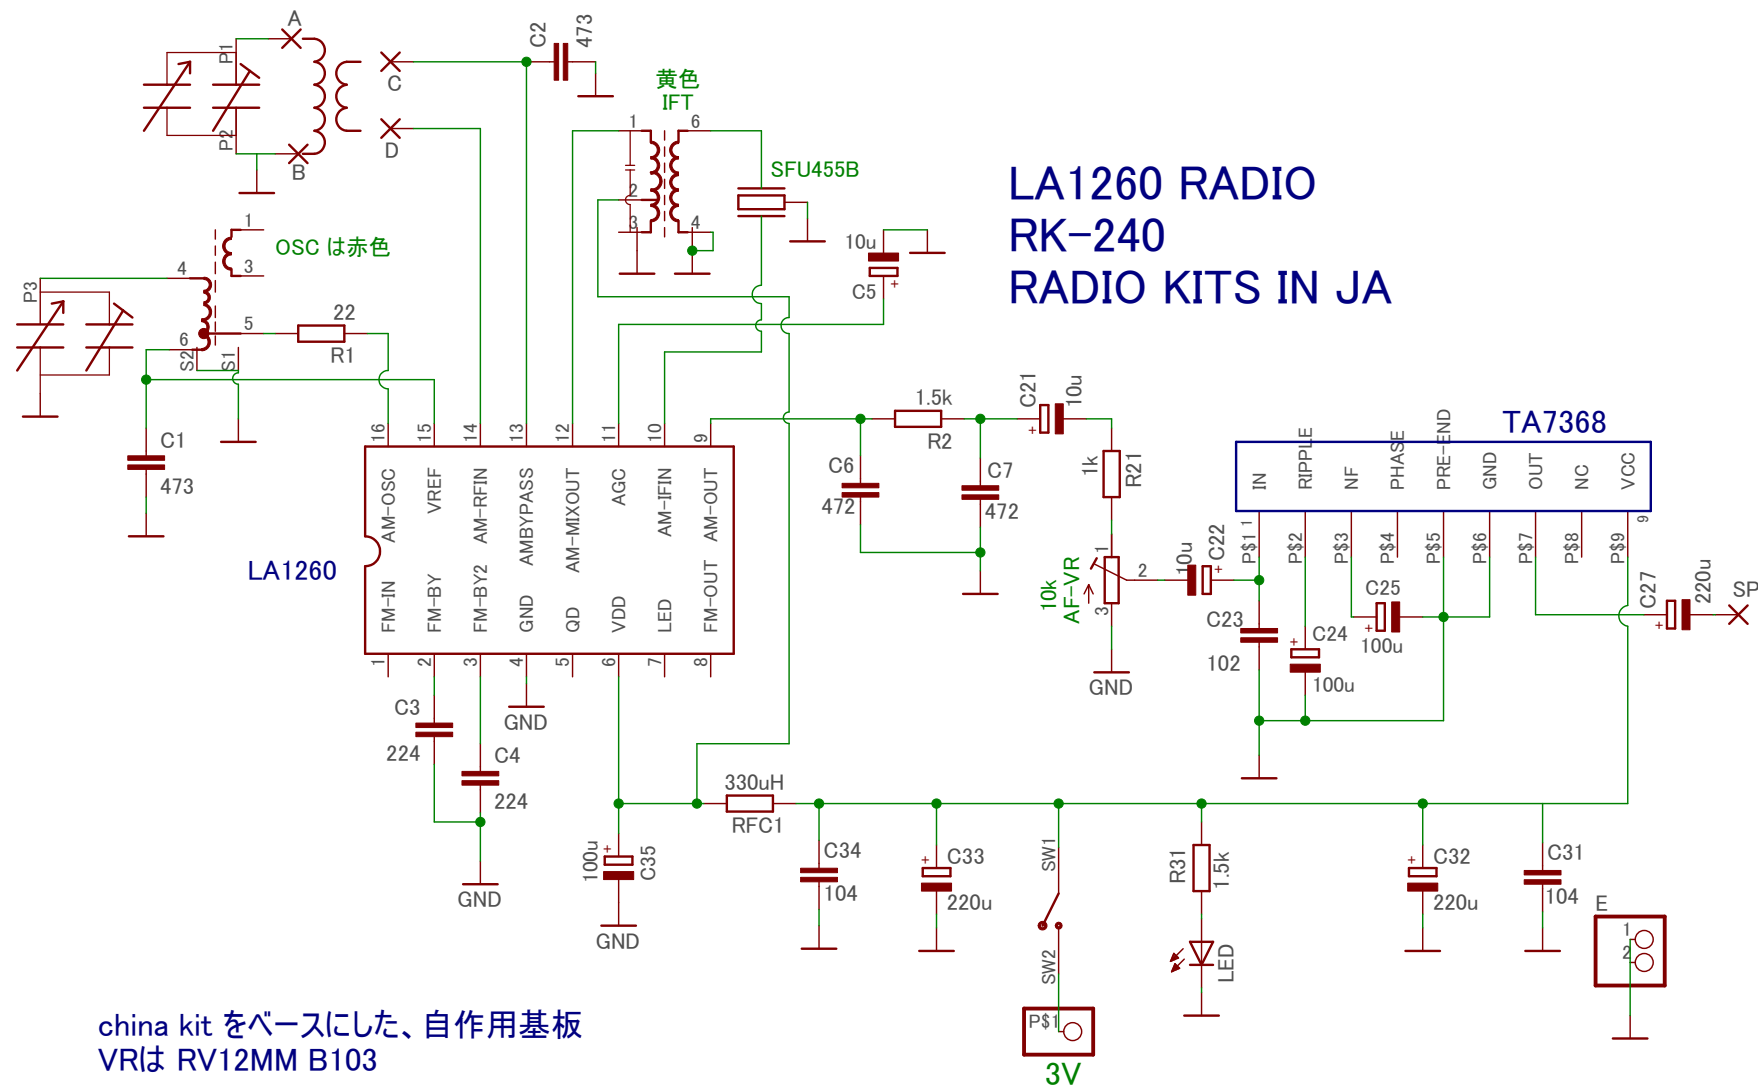 A
P1
P2
B
C
D
C2
473
黄色
IFT
1
2
3
6
4
SFU455B
LA1260 RADIO
RK-240
RADIO KITS IN JA
1
3
OSC は赤色
4
5
6
S2
S1
P3
22
R1
10u
C5
+
C1
473
16
15
14
13
12
11
10
9
AM-OSC
VREF
AM-RFIN
AMBYPASS
AM-MIXOUT
AGC
AM-IFIN
AM-OUT
LA1260
FM-IN
FM-BY
FM-BY2
GND
QD
VDD
LED
FM-OUT
1
2
3
4
5
6
7
8
C3
224
C4
224
GND
GND
1.5k
R2
C6
472
C7
472
C21
10u
+
1k
R21
10k
AF-VR
1
2
3
GND
10u
C22
+
TA7368
IN
RIPPLE
NF
PHASE
PRE-END
GND
OUT
NC
VCC
P$1
1
P$2
P$3
P$4
P$5
P$6
P$7
P$8
P$9
9
C23
102
C24
+
100u
C25
+
100u
C27
+
220u
SP
330uH
RFC1
100u
+
C35
GND
C34
104
+
C33
220u
SW1
SW2
P$1
3V
R31
1.5k
LED
+
C32
220u
C31
104
E
1
2
china kit をベースにした、自作用基板
VRは RV12MM B103